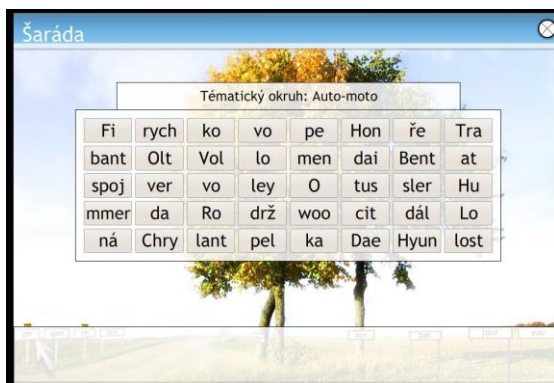 Šaráda
Tématický okruh: Auto-moto
Fi rych ko vo pe Hon ře Tra
bant Olt Vol lo men dai Bent at
spoj ver vo ley O tus sler Hu
mmer da Ro drž woo cit dál Lo
ná Chry lant pel ka Dae Hyun lost